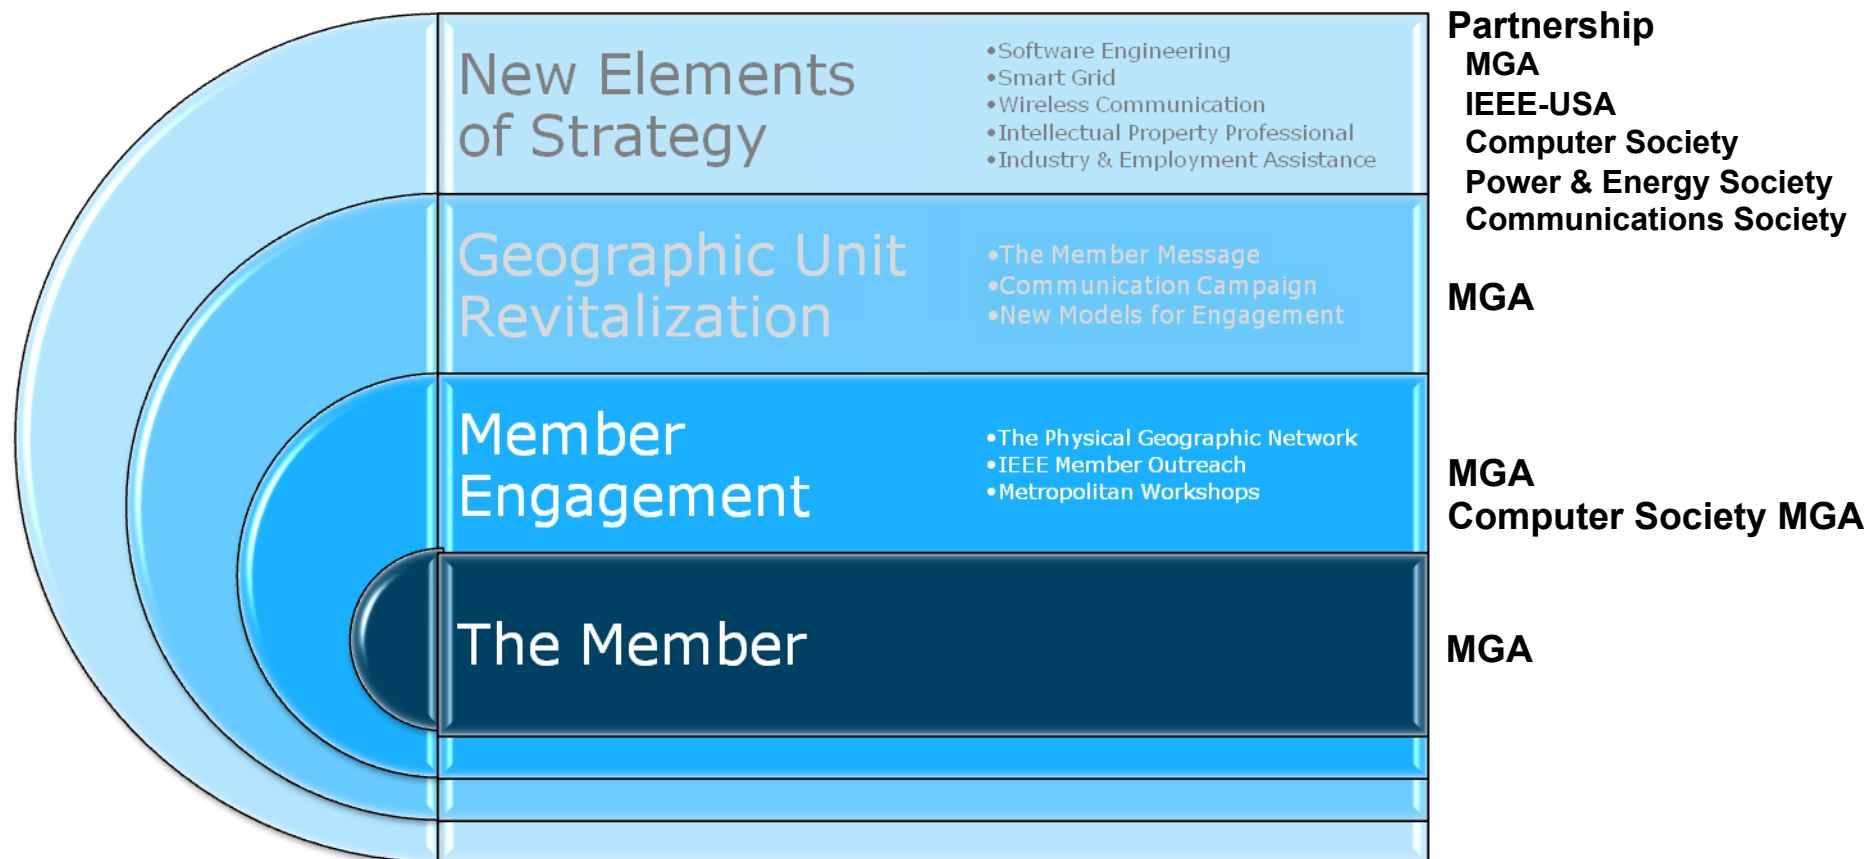 New Elements
of Strategy
•Software Engineering
•Smart Grid
•Wireless Communication
•Intellectual Property Professional
•Industry & Employment Assistance
Partnership
MGA
IEEE-USA
Computer Society
Power & Energy Society
Communications Society
Geographic Unit
Revitalization
•The Member Message
•Communication Campaign
•New Models for Engagement
MGA
Member
Engagement
•The Physical Geographic Network
•IEEE Member Outreach
•Metropolitan Workshops
MGA
Computer Society MGA
The Member
MGA